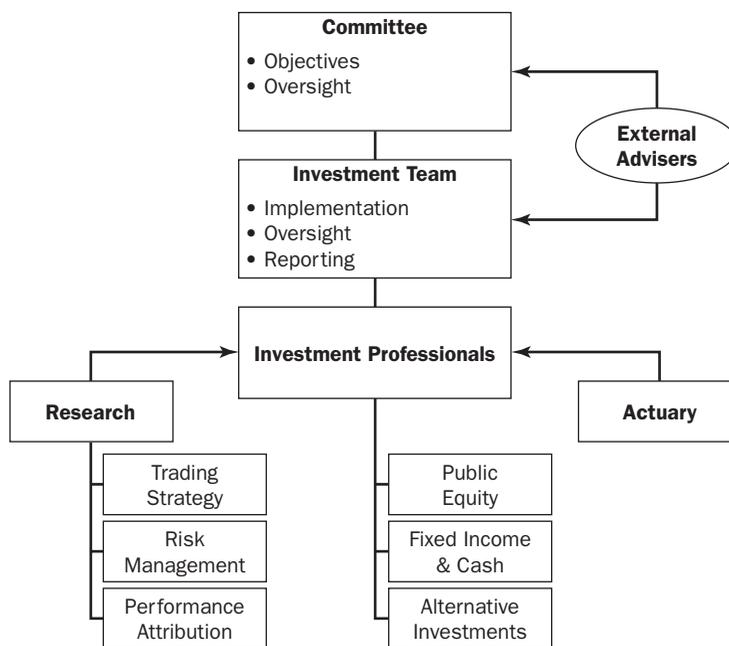 Committee
• Objectives
• Oversight
External
Advisers
Investment Team
• Implementation
• Oversight
• Reporting
Investment Professionals
Research
Actuary
Trading
Strategy
Public
Equity
Risk
Management
Fixed Income
& Cash
Performance
Attribution
Alternative
Investments